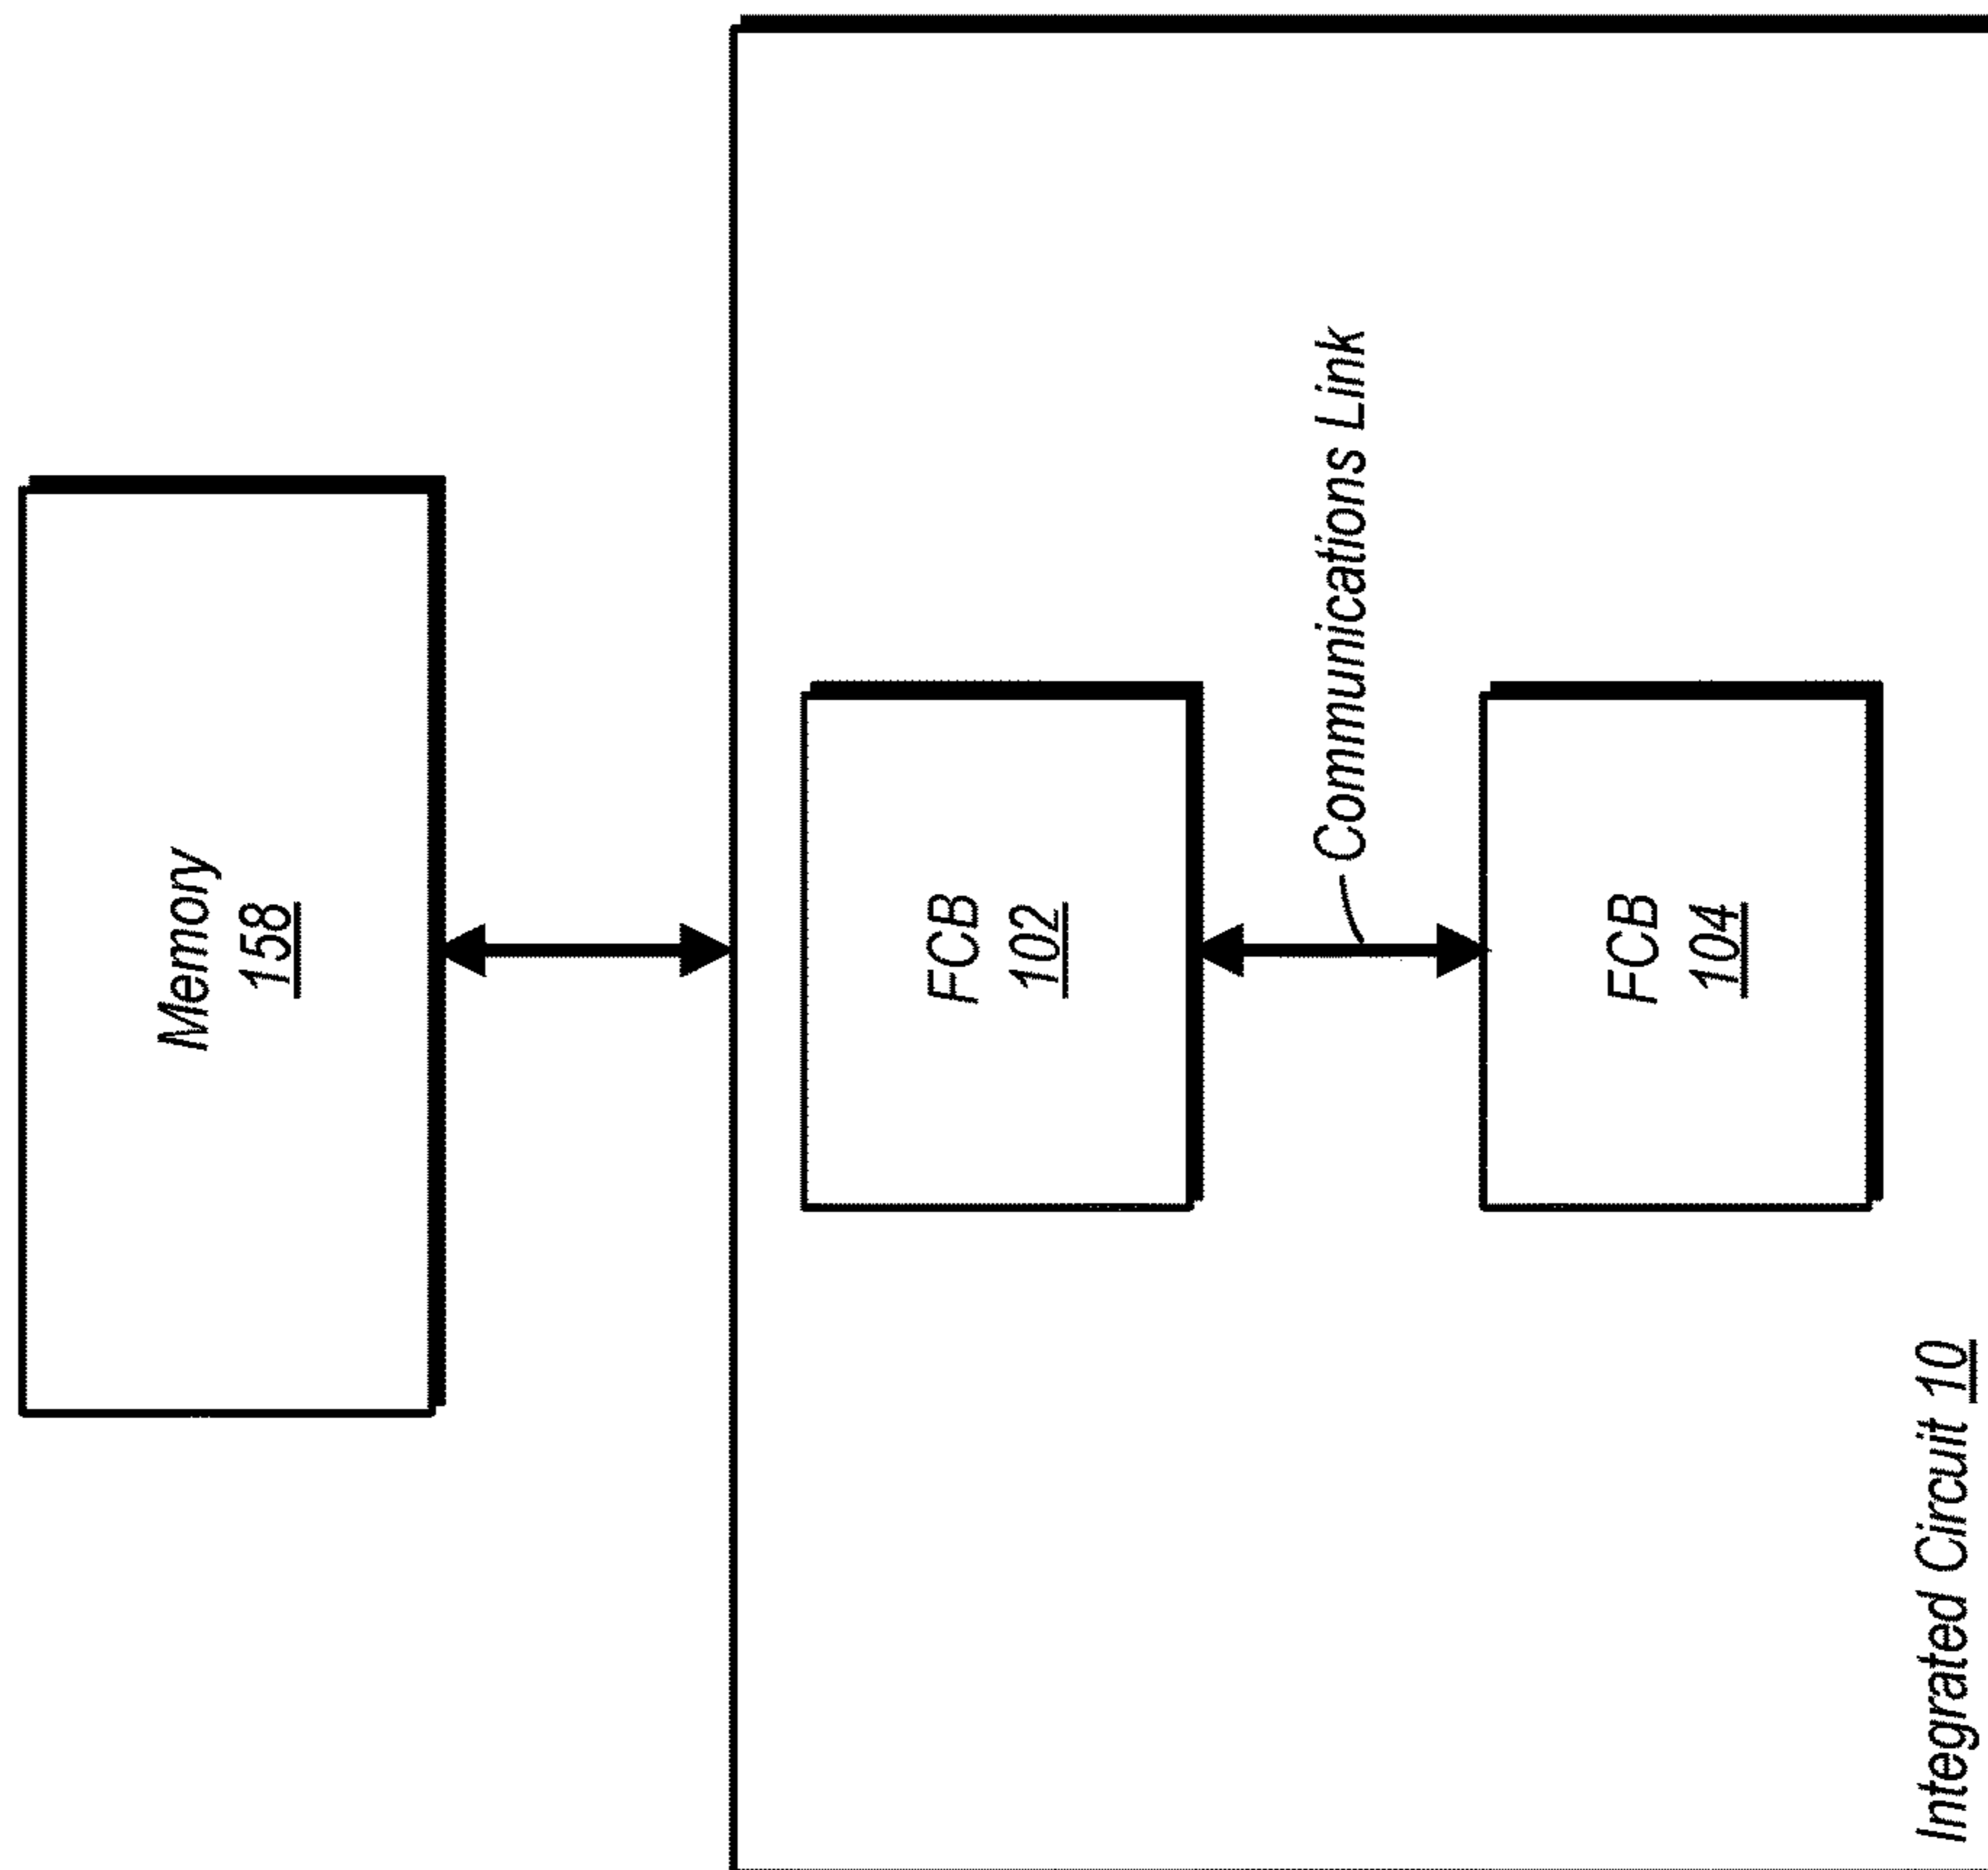 Memory
158
FCB
102
Communications Link
FCB
104
Integrated Circuit 10